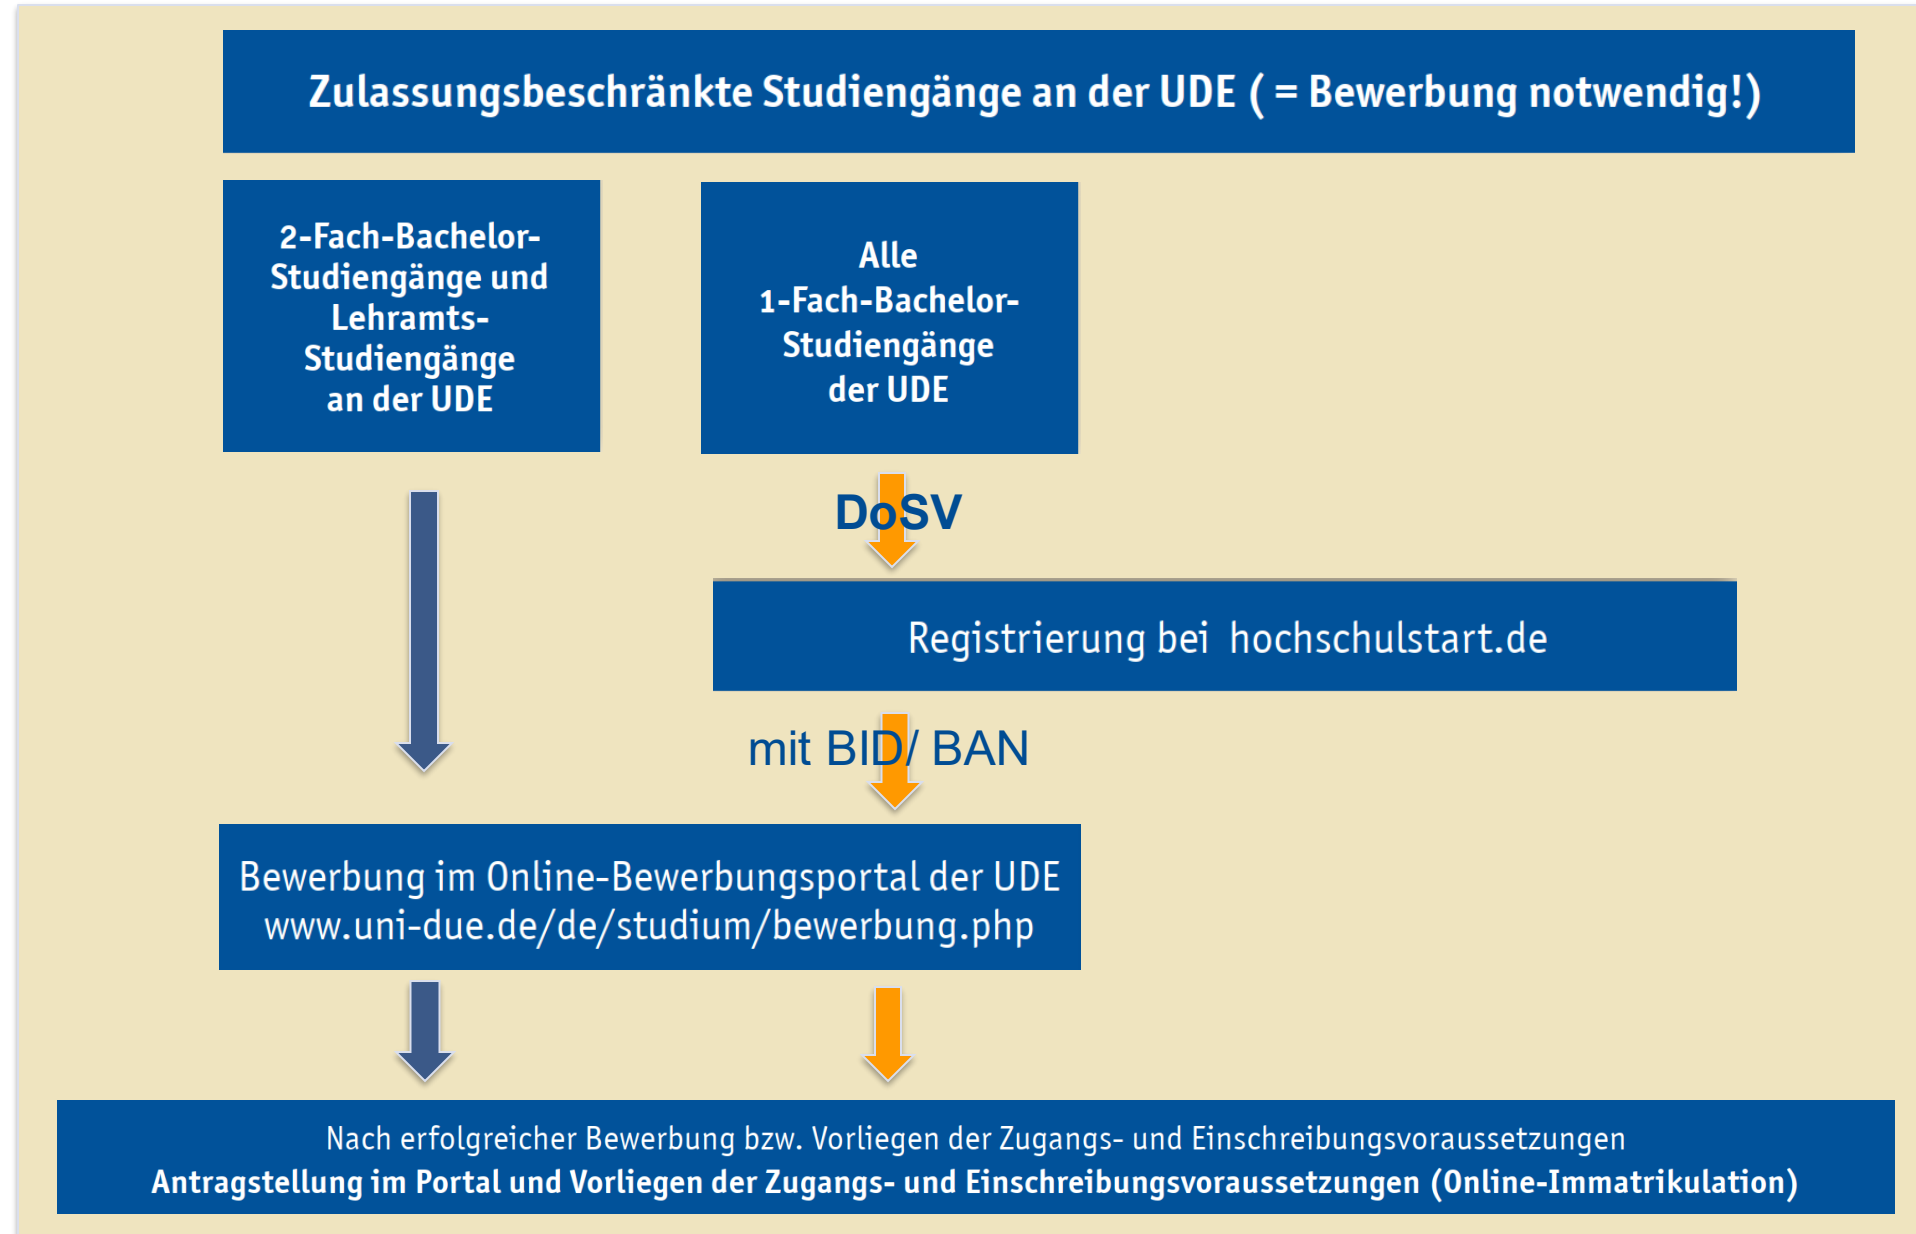 Zulassungsbeschränkte Studiengänge an der UDE ( = Bewerbung notwendig!)
2-Fach-Bachelor-
Studiengänge und
Lehramts-
Studiengänge
an der UDE
Alle
1-Fach-Bachelor-
Studiengänge
der UDE
DoSV
Registrierung bei hochschulstart.de
mit BID/ BAN
Bewerbung im Online-Bewerbungsportal der UDE
www.uni-due.de/de/studium/bewerbung.php
Nach erfolgreicher Bewerbung bzw. Vorliegen der Zugangs- und Einschreibungsvoraussetzungen
Antragstellung im Portal und Vorliegen der Zugangs- und Einschreibungsvoraussetzungen (Online-Immatrikulation)